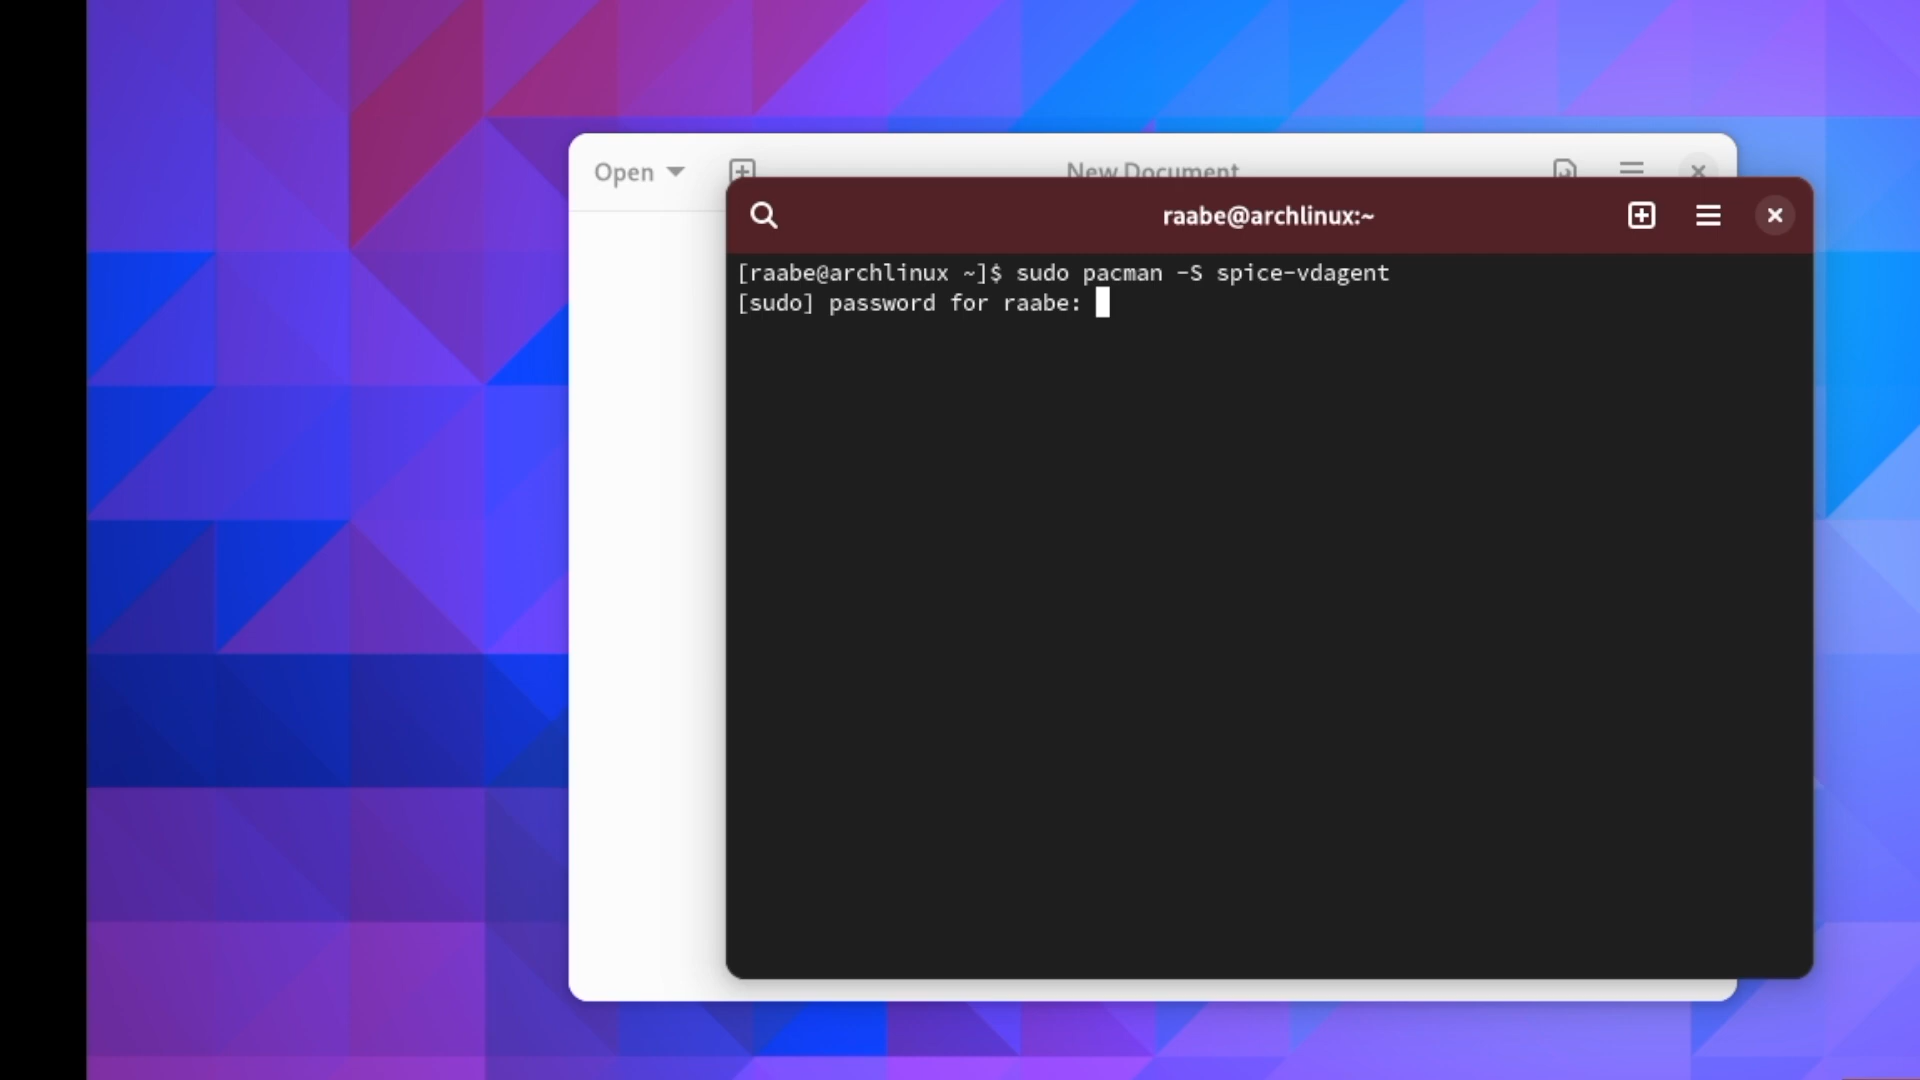 Open
New Document
raabe@archlinux:~
[raabe@archlinux ~]$ sudo pacman -S spice-vdagent
[sudo] password for raabe: